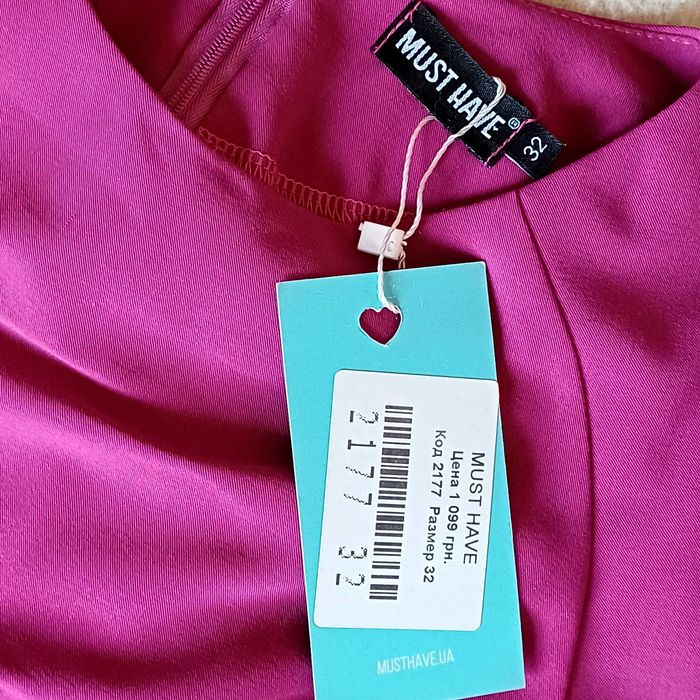 MUST HAVE®
32
MUST HAVE
Цена 1 099 грн.
Код 2177 Размер 32
2177 32
MUSTHAVE.UA